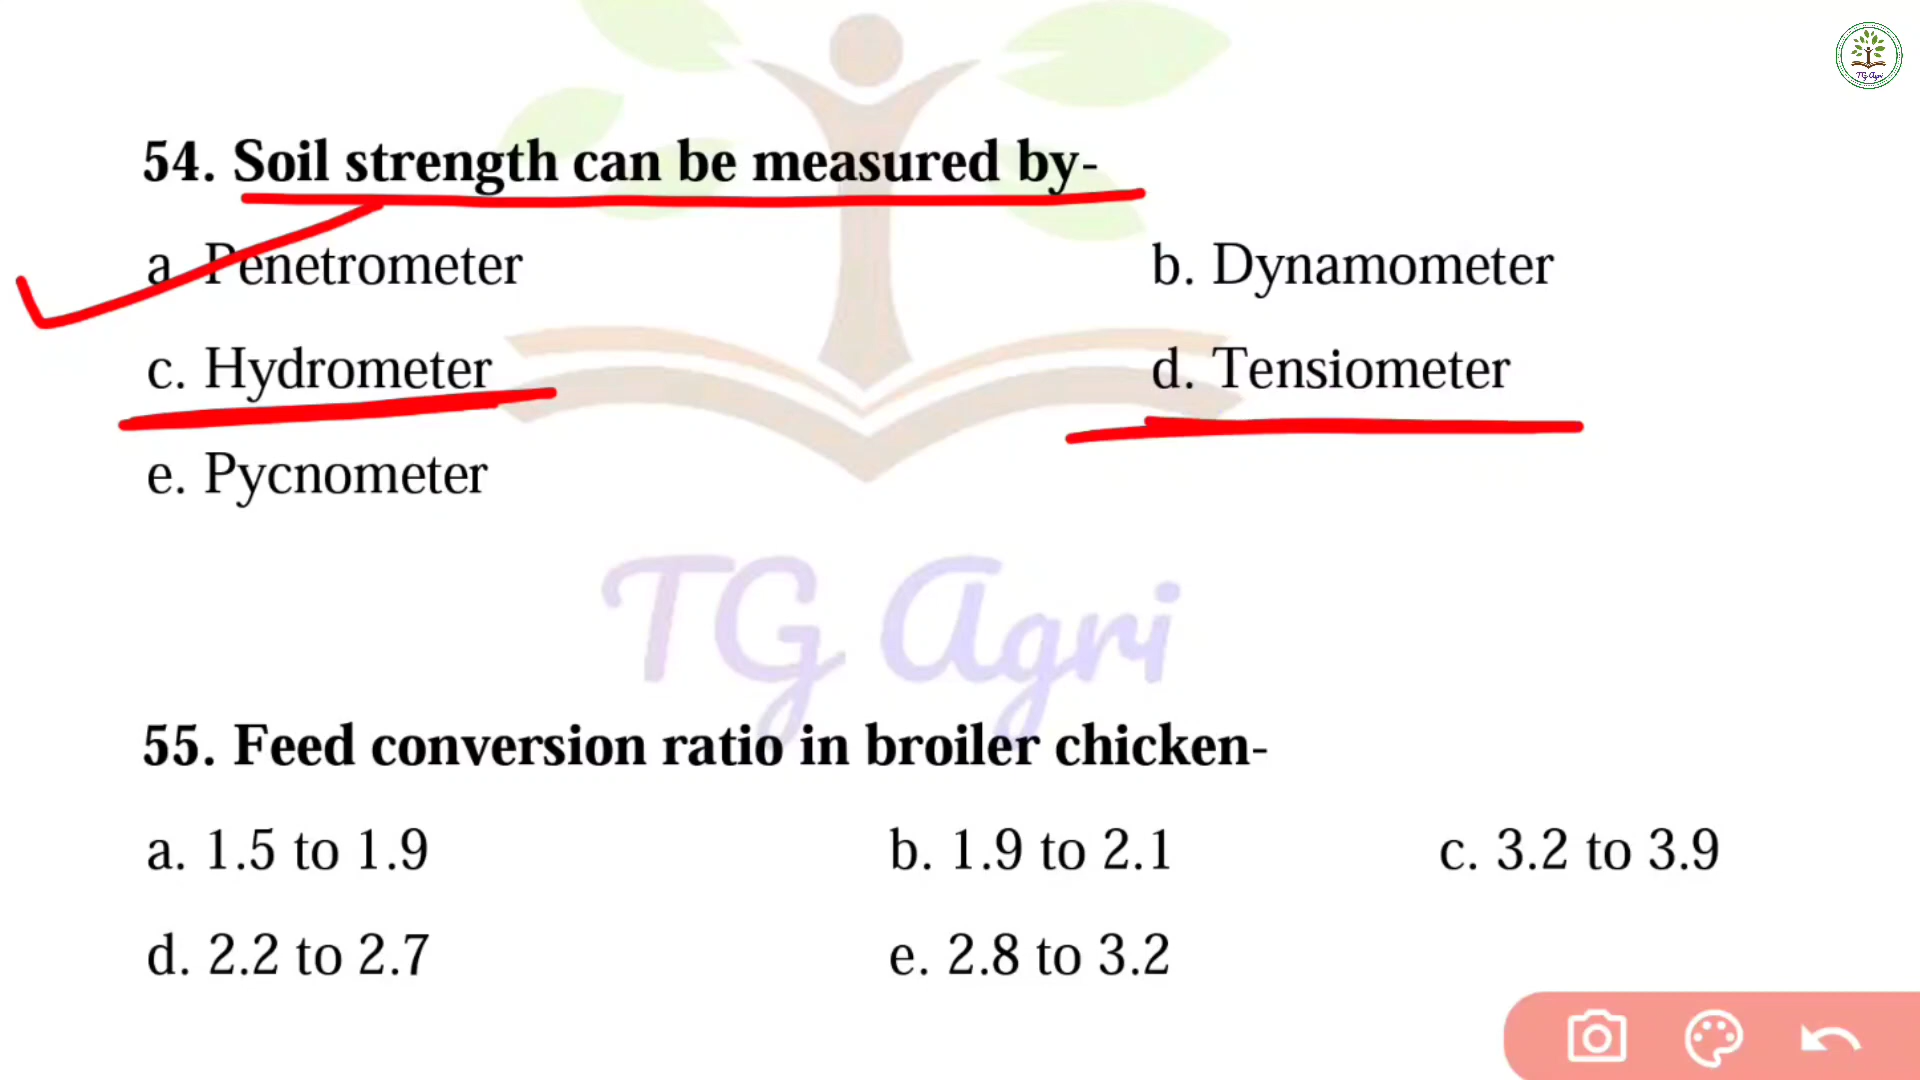 TG Agri
54. Soil strength can be measured by-
a. Penetrometer b. Dynamometer
c. Hydrometer d. Tensiometer
e. Pycnometer
TG Agri
55. Feed conversion ratio in broiler chicken-
a. 1.5 to 1.9 b. 1.9 to 2.1 c. 3.2 to 3.9
d. 2.2 to 2.7 e. 2.8 to 3.2